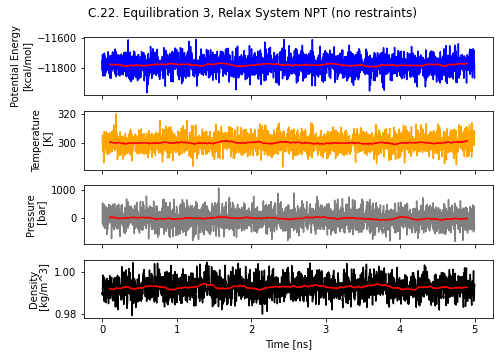 C.22. Equilibration 3, Relax System NPT (no restraints)
Potential Energy
[kcal/mol]
−11600
−11800
Temperature
[K]
320
300
Pressure
[bar]
1000
0
Density
[kg/m^3]
1.00
0.98
0
1
2
3
4
5
Time [ns]